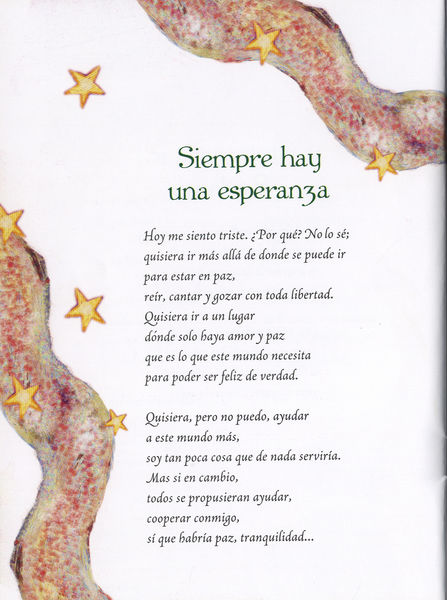 Siempre hay
una esperanza
Hoy me siento triste. ¿Por qué? No lo sé;
quisiera ir más allá de donde se puede ir
para estar en paz,
reír, cantar y gozar con toda libertad.
Quisiera ir a un lugar
dónde solo haya amor y paz
que es lo que este mundo necesita
para poder ser feliz de verdad.
Quisiera, pero no puedo, ayudar
a este mundo más,
soy tan poca cosa que de nada serviría.
Mas si en cambio,
todos se propusieran ayudar,
cooperar conmigo,
sí que habría paz, tranquilidad...